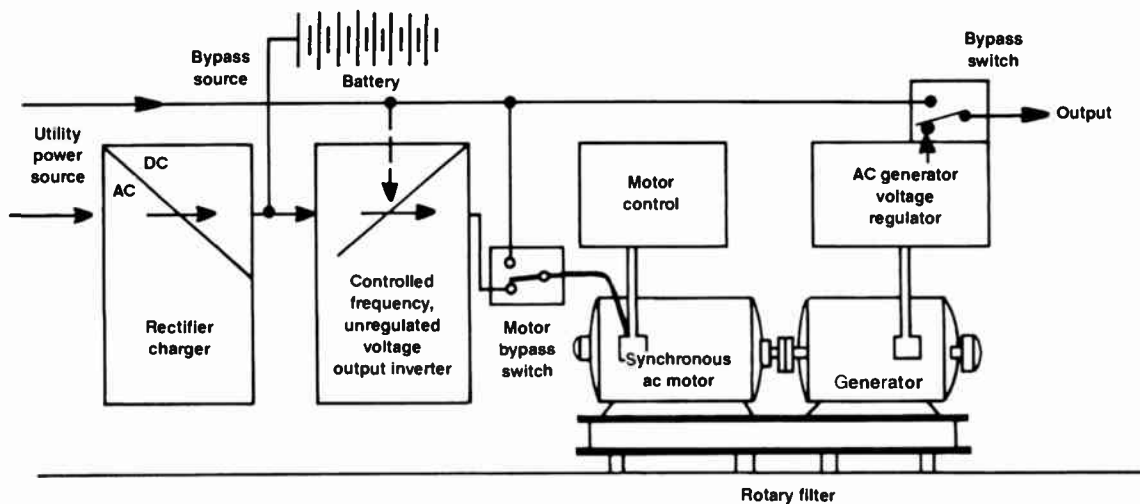 Bypass
source
Battery
Bypass
switch
Output
Utility
power
source
DC
AC
Rectifier
charger
Controlled
frequency,
unregulated
voltage
output inverter
Motor
bypass
switch
Motor
control
Synchronous
ac motor
AC generator
voltage
regulator
Generator
Rotary filter